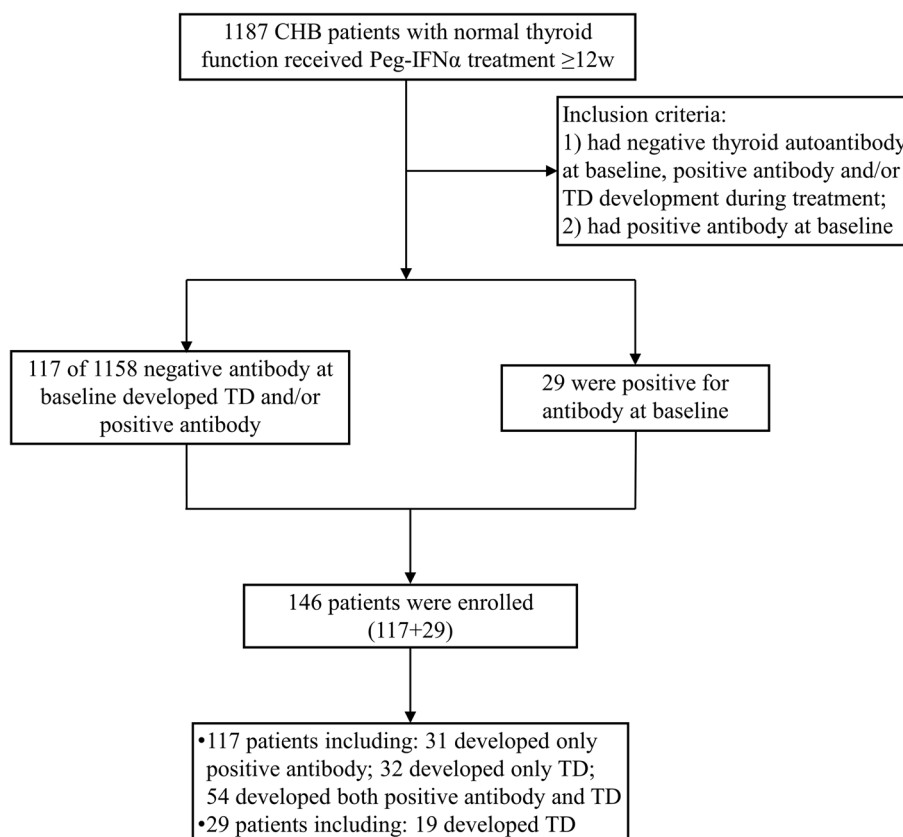 1187 CHB patients with normal thyroid
function received Peg-IFNα treatment ≥12w
Inclusion criteria:
1) had negative thyroid autoantibody
at baseline, positive antibody and/or
TD development during treatment;
2) had positive antibody at baseline
117 of 1158 negative antibody at
baseline developed TD and/or
positive antibody
29 were positive for
antibody at baseline
146 patients were enrolled
(117+29)
•117 patients including: 31 developed only
positive antibody; 32 developed only TD;
54 developed both positive antibody and TD
•29 patients including: 19 developed TD